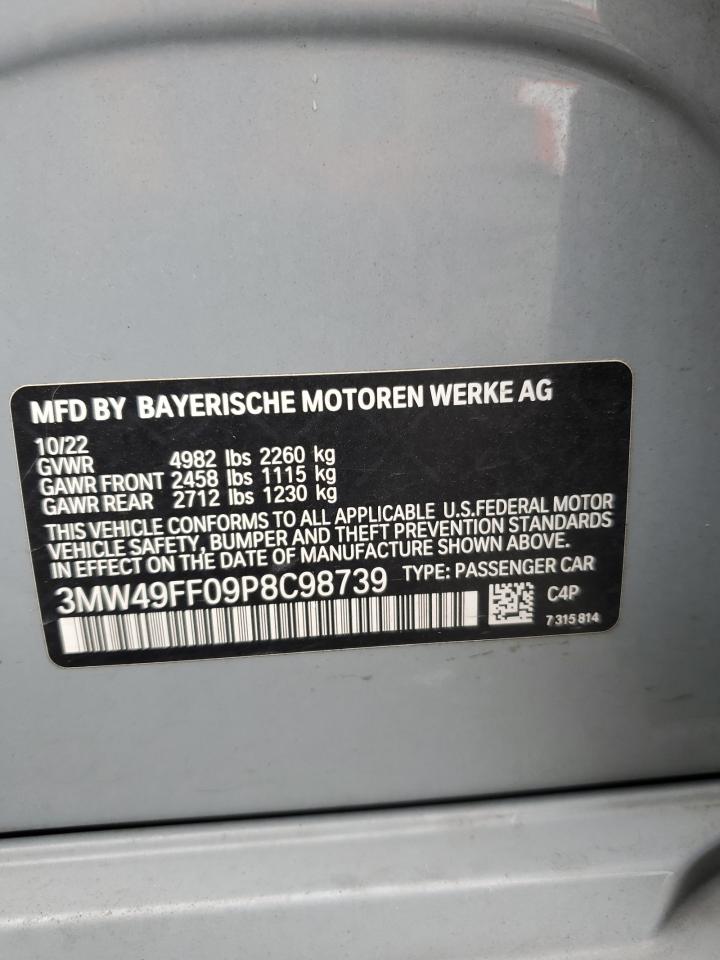 MFD BY BAYERISCHE MOTOREN WERKE AG
10/22
GVWR 4982 lbs 2260 kg
GAWR FRONT 2458 lbs 1115 kg
GAWR REAR 2712 lbs 1230 kg
THIS VEHICLE CONFORMS TO ALL APPLICABLE U.S.FEDERAL MOTOR
VEHICLE SAFETY, BUMPER AND THEFT PREVENTION STANDARDS
IN EFFECT ON THE DATE OF MANUFACTURE SHOWN ABOVE.
3MW49FF09P8C98739 TYPE: PASSENGER CAR
C4P
7 315 814